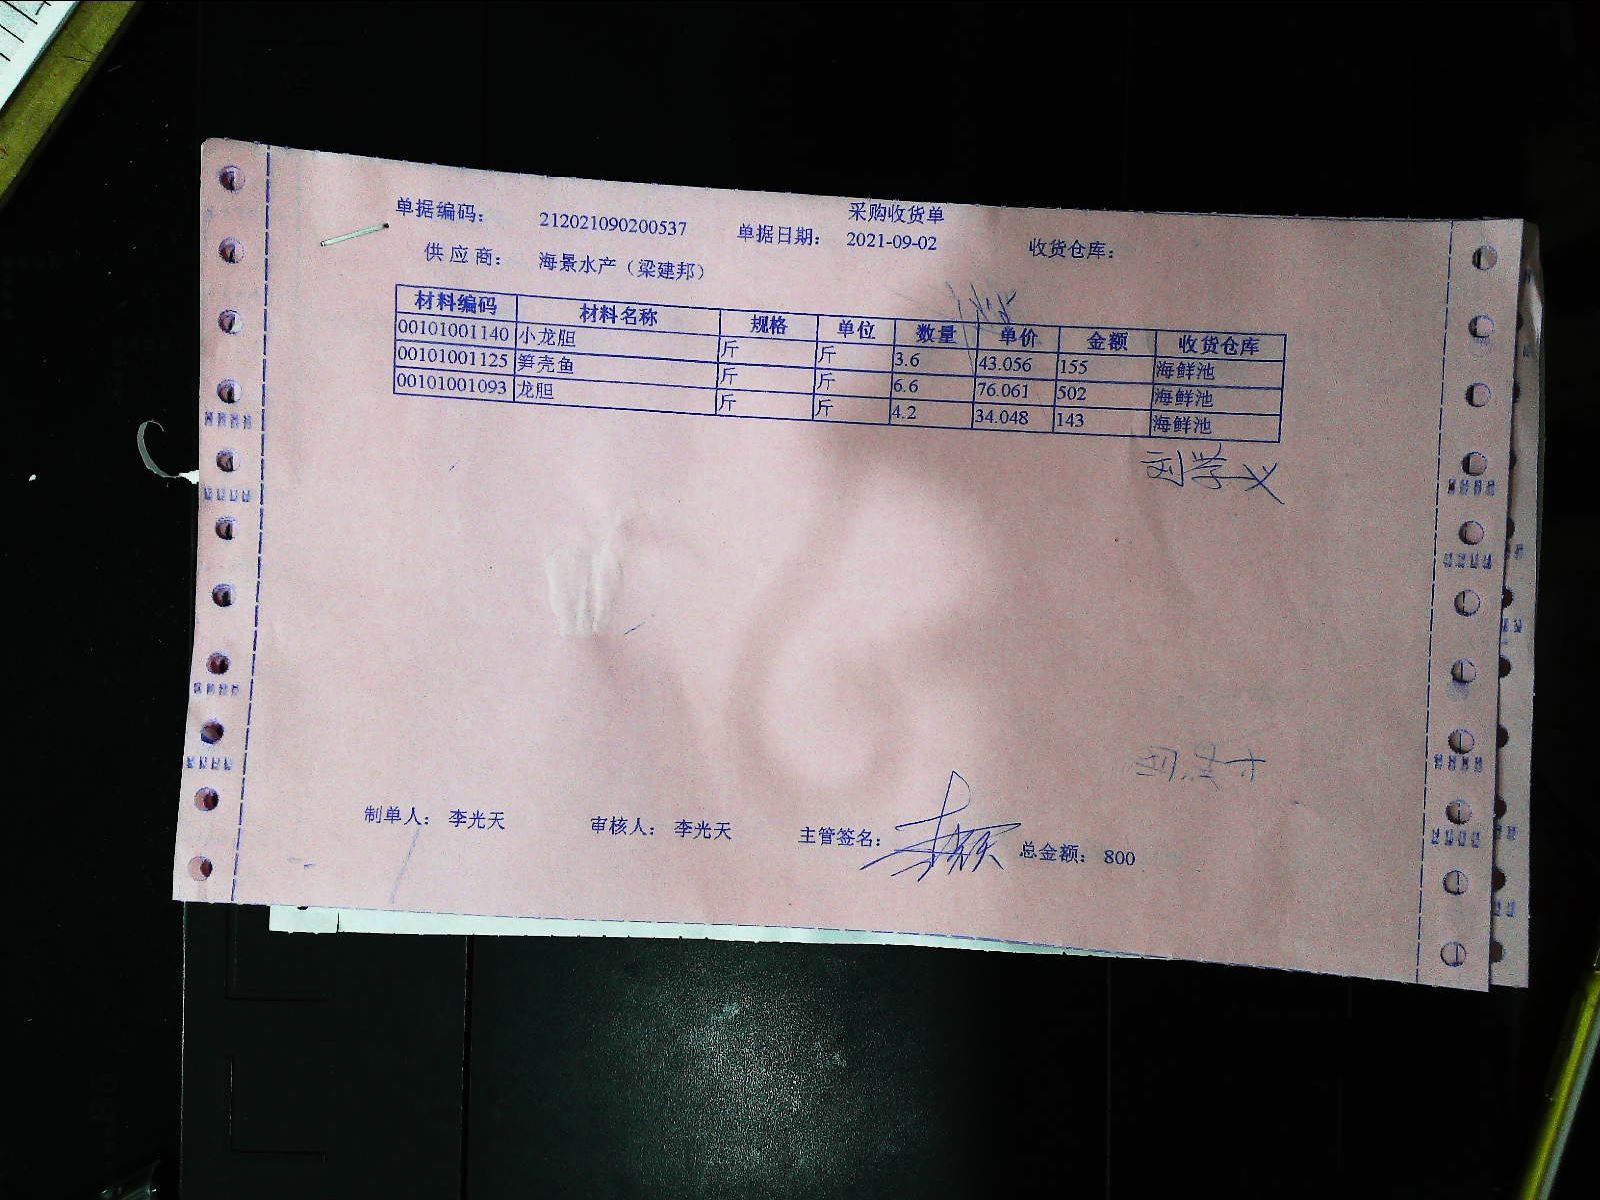 采购收货单
单据编码： 212021090200537 单据日期： 2021-09-02 收货仓库：
供应商： 海景水产（梁建邦）
材料编码 材料名称 规格 单位 数量 单价 金额 收货仓库
00101001140 小龙胆 斤 斤 3.6 43.056 155 海鲜池
00101001125 笋壳鱼 斤 斤 6.6 76.061 502 海鲜池
00101001093 龙胆 斤 斤 4.2 34.048 143 海鲜池
刘学义
制单人： 李光天 审核人： 李光天 主管签名： 总金额： 800